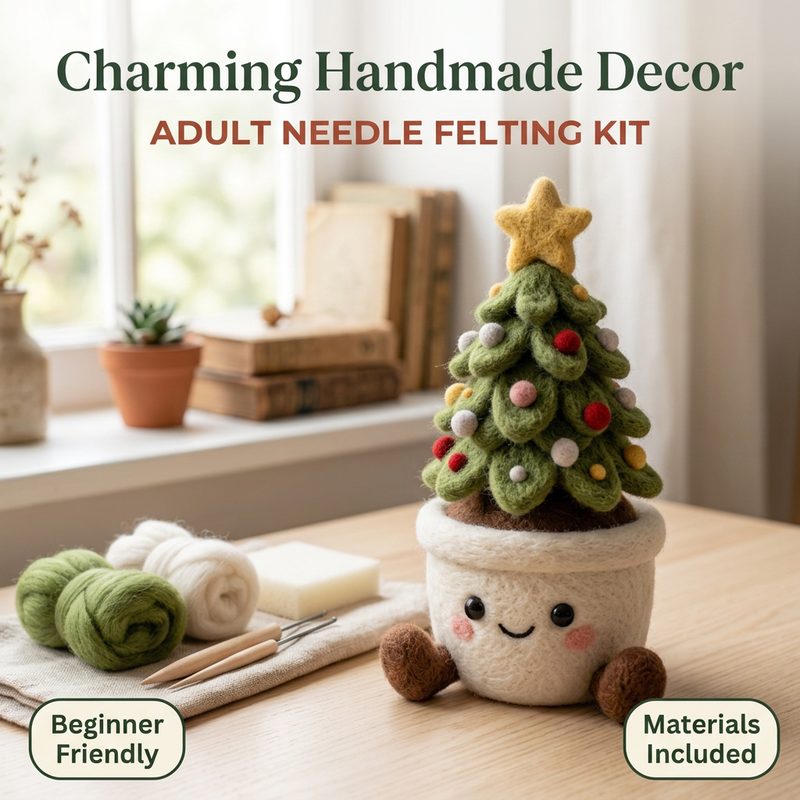 Charming Handmade Decor
ADULT NEEDLE FELTING KIT
Beginner
Friendly
Materials
Included